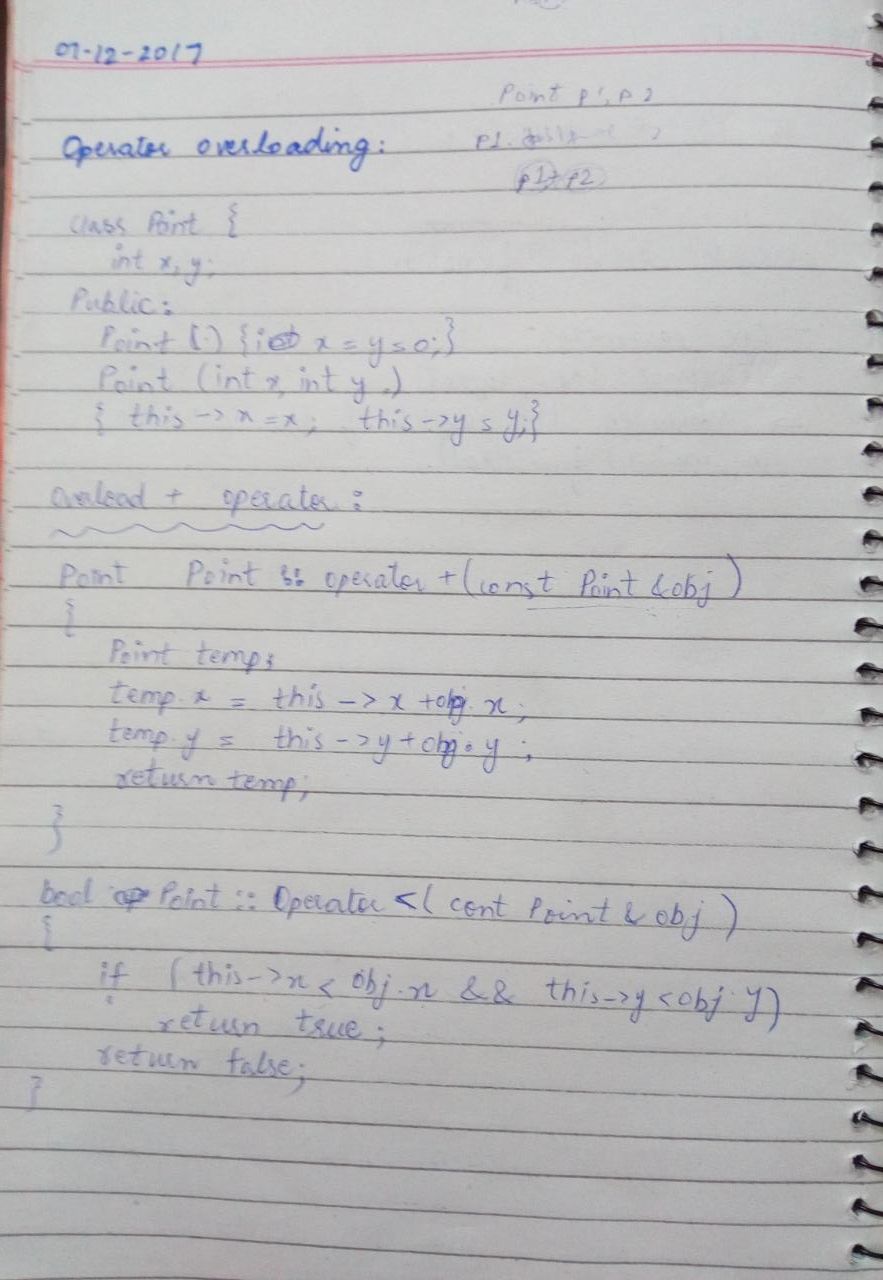 07-12-2017
Point p1, p2
Operator overloading:
p1.
p1+p2
Class Point {
int x, y;
Public:
Point () { x = y = 0;}
Point (int x, int y )
{ this -> x = x; this -> y = y;}
Overload + operator:
Point Point :: operator + (const Point &obj)
{
Point temp;
temp.x = this -> x + obj.x;
temp.y = this -> y + obj.y;
return temp;
}
bool Point :: Operator < ( cont Point & obj )
{
if (this->x < obj.x && this->y < obj.y)
return true;
return false;
}